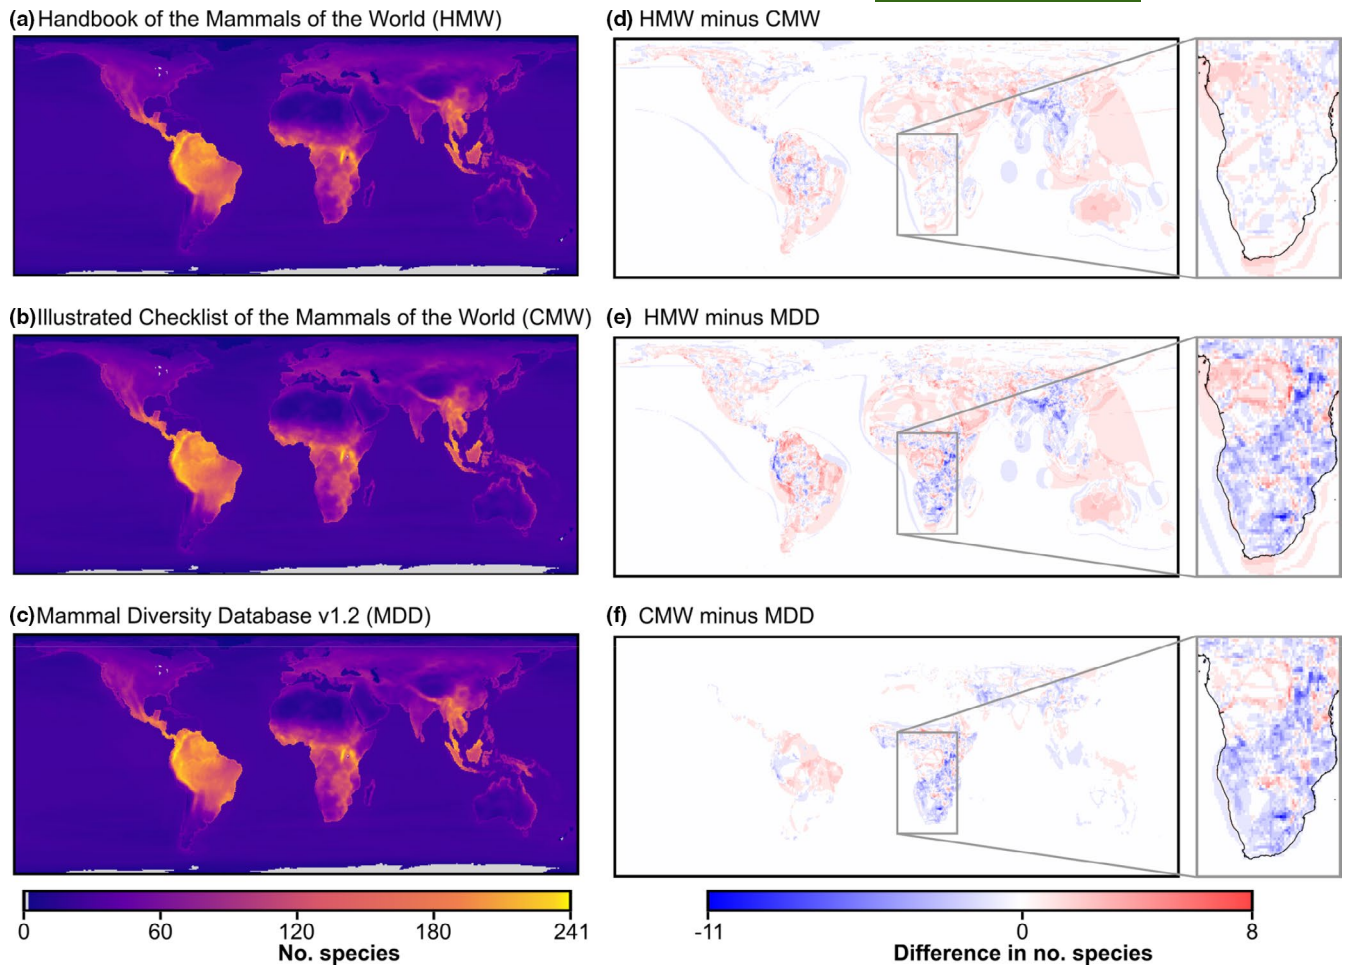 (a) Handbook of the Mammals of the World (HMW)
(d) HMW minus CMW
(b) Illustrated Checklist of the Mammals of the World (CMW)
(e) HMW minus MDD
(c) Mammal Diversity Database v1.2 (MDD)
(f) CMW minus MDD
0 60 120 180 241
No. species
-11 0 8
Difference in no. species